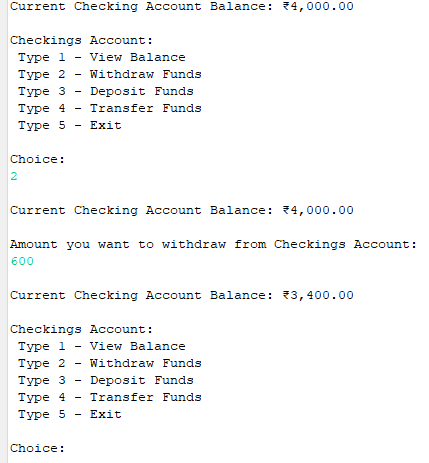 Current Checking Account Balance: ₹4,000.00
Checkings Account:
Type 1 - View Balance
Type 2 - Withdraw Funds
Type 3 - Deposit Funds
Type 4 - Transfer Funds
Type 5 - Exit
Choice:
2
Current Checking Account Balance: ₹4,000.00
Amount you want to withdraw from Checkings Account:
600
Current Checking Account Balance: ₹3,400.00
Checkings Account:
Type 1 - View Balance
Type 2 - Withdraw Funds
Type 3 - Deposit Funds
Type 4 - Transfer Funds
Type 5 - Exit
Choice: